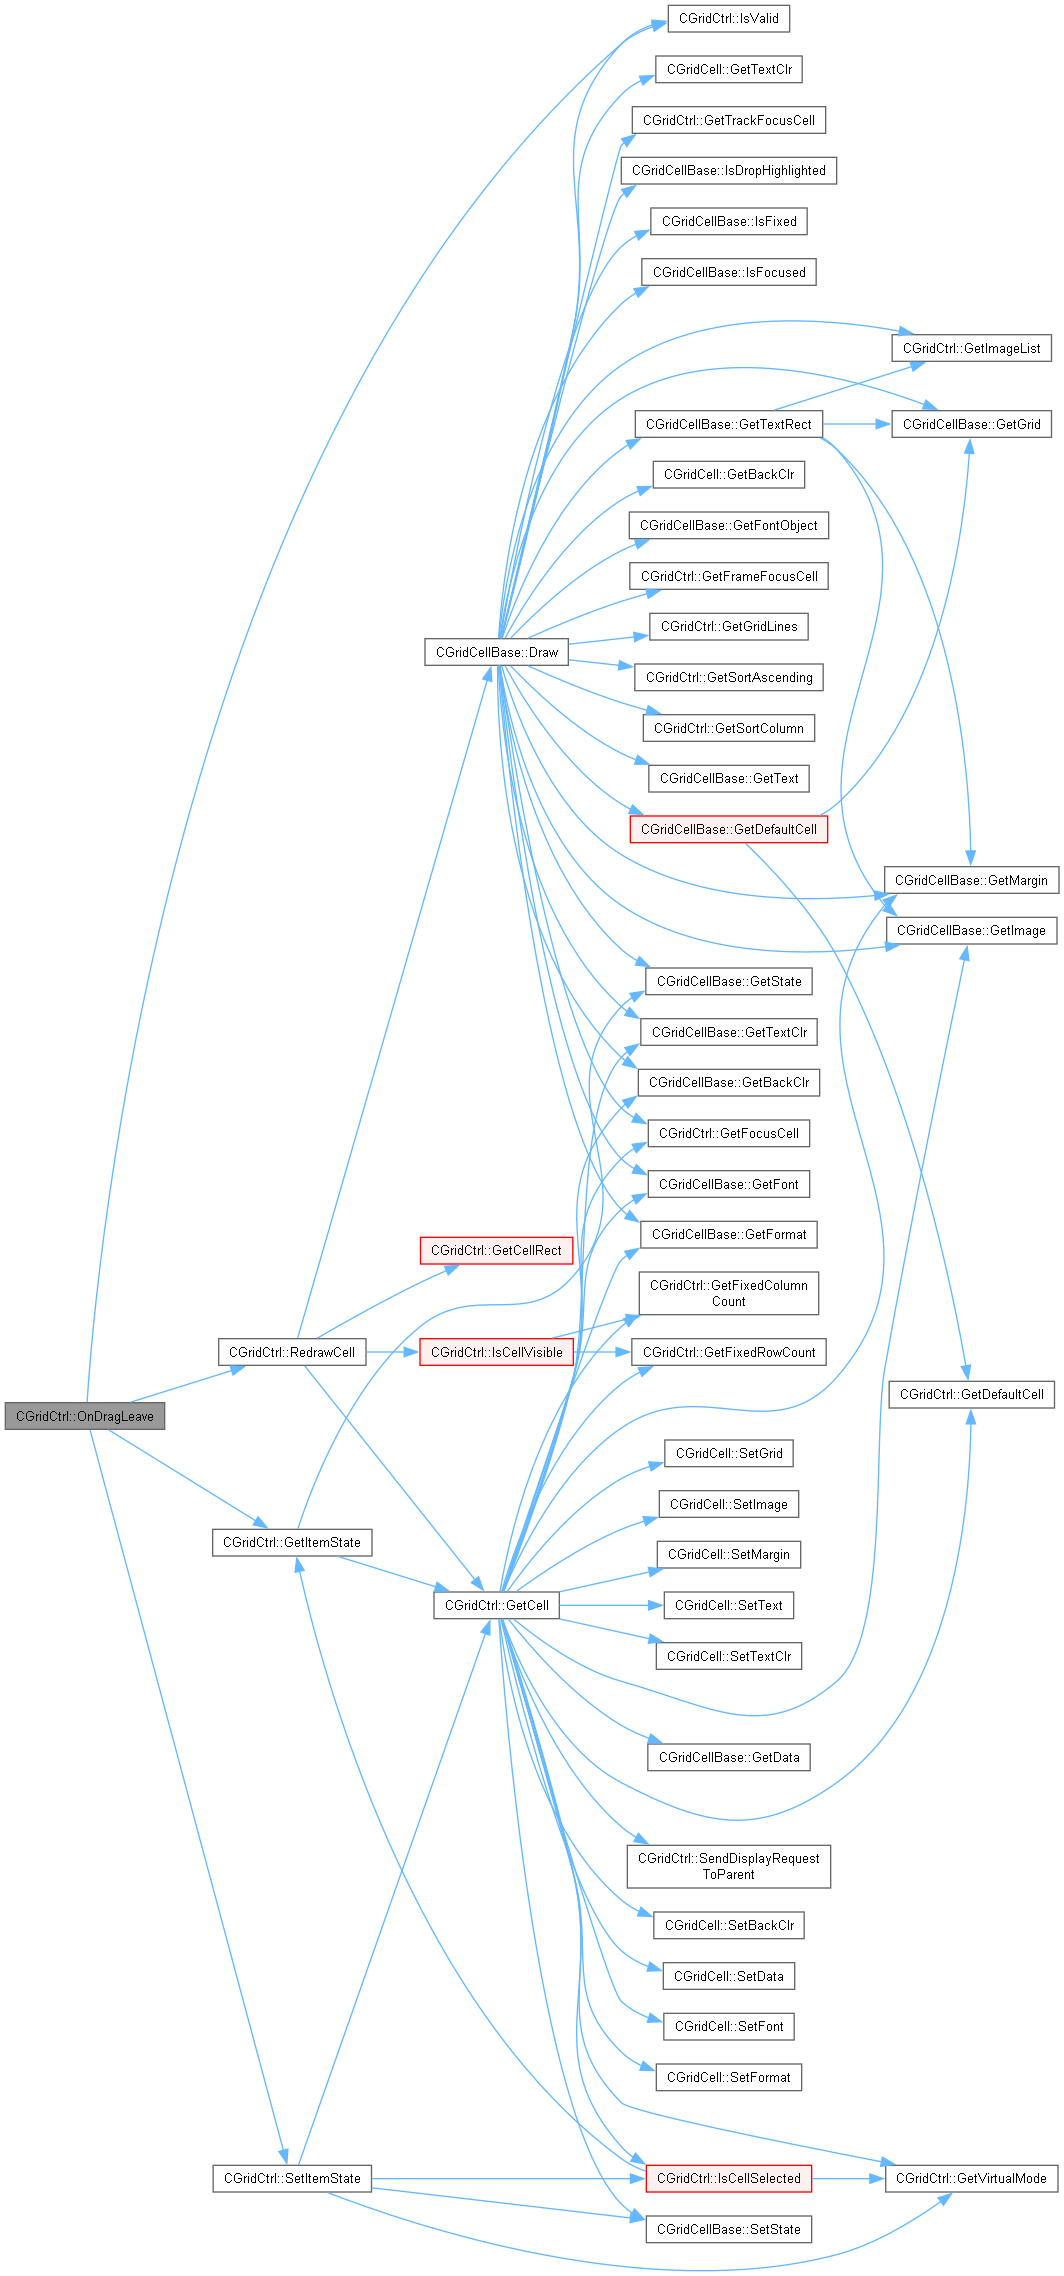 CGridCtrl::IsValid
CGridCell::GetTextClr
CGridCtrl::GetTrackFocusCell
CGridCellBase::IsDropHighlighted
CGridCellBase::IsFixed
CGridCellBase::IsFocused
CGridCtrl::GetImageList
CGridCellBase::GetTextRect
CGridCellBase::GetGrid
CGridCell::GetBackClr
CGridCellBase::GetFontObject
CGridCtrl::GetFrameFocusCell
CGridCtrl::GetGridLines
CGridCellBase::Draw
CGridCtrl::GetSortAscending
CGridCtrl::GetSortColumn
CGridCellBase::GetText
CGridCellBase::GetDefaultCell
CGridCellBase::GetMargin
CGridCellBase::GetImage
CGridCellBase::GetState
CGridCellBase::GetTextClr
CGridCellBase::GetBackClr
CGridCtrl::GetFocusCell
CGridCellBase::GetFont
CGridCellBase::GetFormat
CGridCtrl::GetCellRect
CGridCtrl::GetFixedColumn
Count
CGridCtrl::RedrawCell
CGridCtrl::IsCellVisible
CGridCtrl::GetFixedRowCount
CGridCtrl::GetDefaultCell
CGridCtrl::OnDragLeave
CGridCell::SetGrid
CGridCell::SetImage
CGridCtrl::GetItemState
CGridCell::SetMargin
CGridCtrl::GetCell
CGridCell::SetText
CGridCell::SetTextClr
CGridCellBase::GetData
CGridCtrl::SendDisplayRequest
ToParent
CGridCell::SetBackClr
CGridCell::SetData
CGridCell::SetFont
CGridCell::SetFormat
CGridCtrl::SetItemState
CGridCtrl::IsCellSelected
CGridCtrl::GetVirtualMode
CGridCellBase::SetState